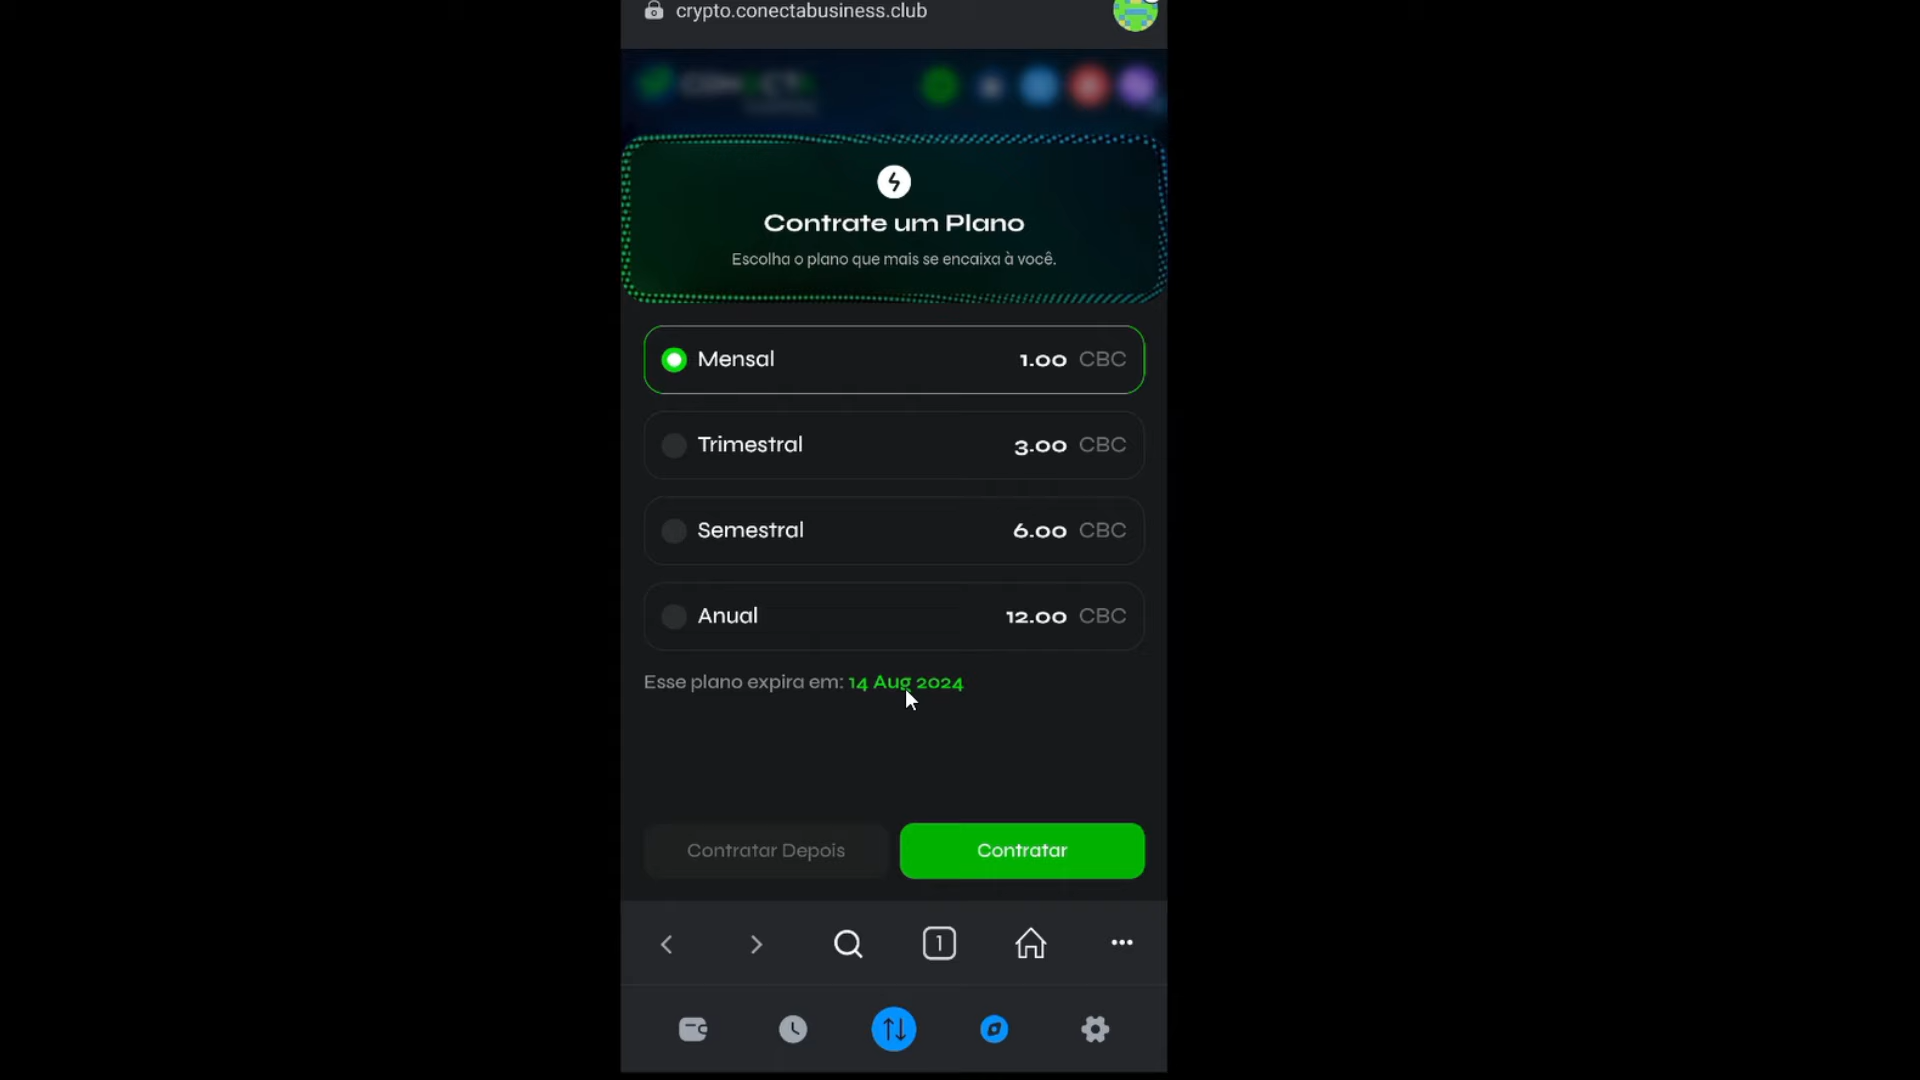 crypto.conectabusiness.club
Contrate um Plano
Escolha o plano que mais se encaixa à você.
Mensal 1.00 CBC
Trimestral 3.00 CBC
Semestral 6.00 CBC
Anual 12.00 CBC
Esse plano expira em: 14 Aug 2024
Contratar Depois Contratar
1